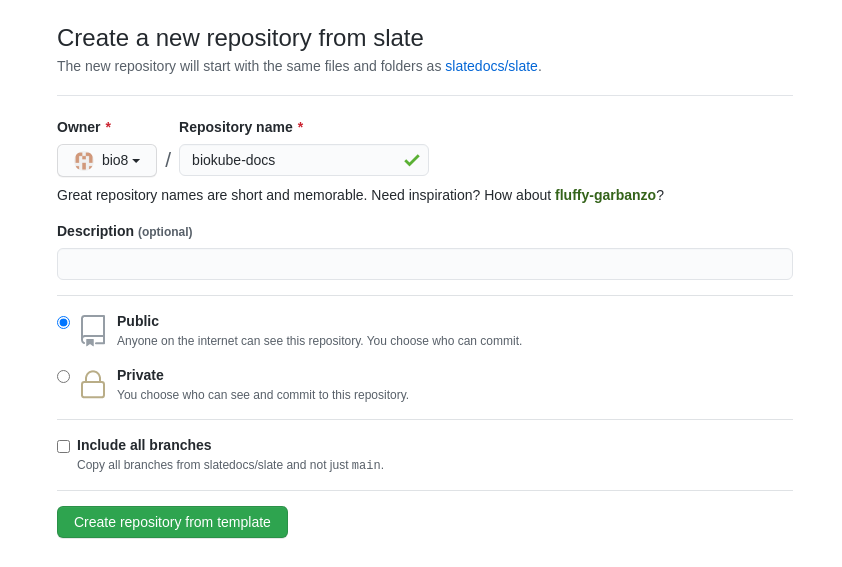 Create a new repository from slate
The new repository will start with the same files and folders as slatedocs/slate.
Owner * Repository name *
bio8 / biokube-docs
Great repository names are short and memorable. Need inspiration? How about fluffy-garbanzo?
Description (optional)
Public
Anyone on the internet can see this repository. You choose who can commit.
Private
You choose who can see and commit to this repository.
Include all branches
Copy all branches from slatedocs/slate and not just main.
Create repository from template